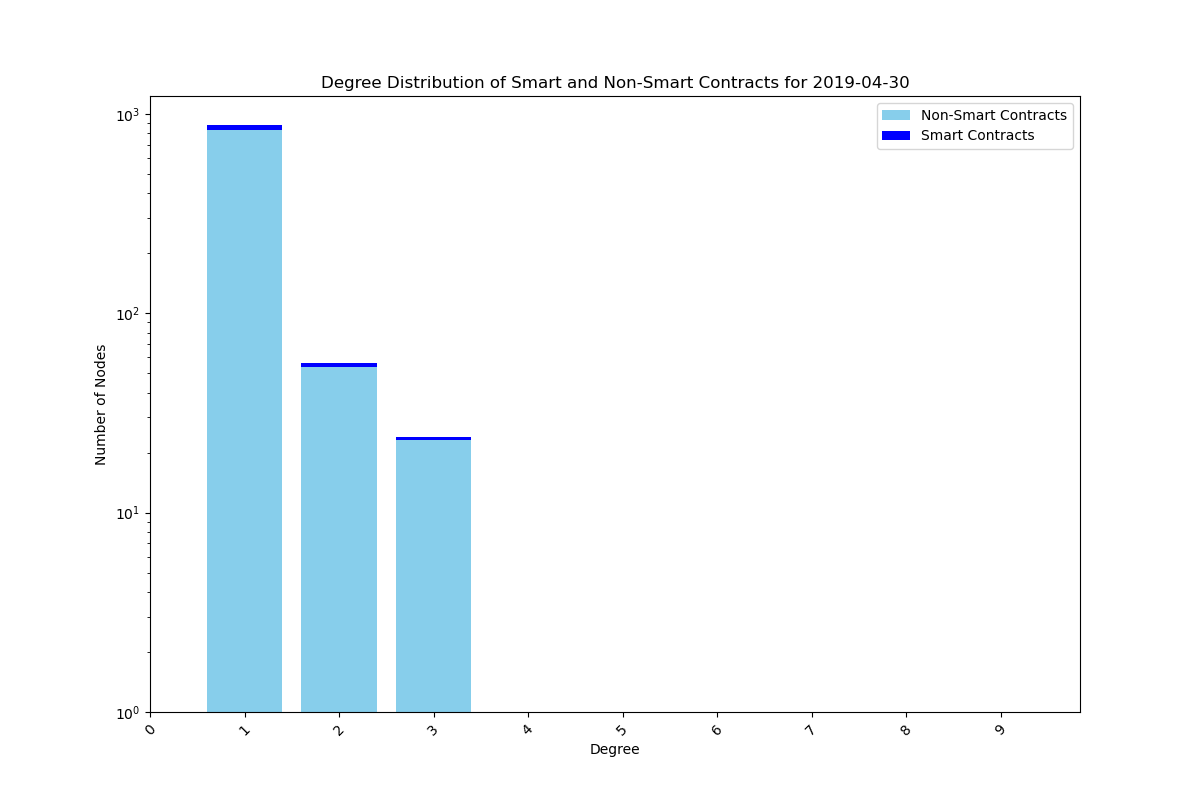 Degree Distribution of Smart and Non-Smart Contracts for 2019-04-30
Non-Smart Contracts
Smart Contracts
Number of Nodes
10³
10²
10¹
10⁰
0 1 2 3 4 5 6 7 8 9
Degree